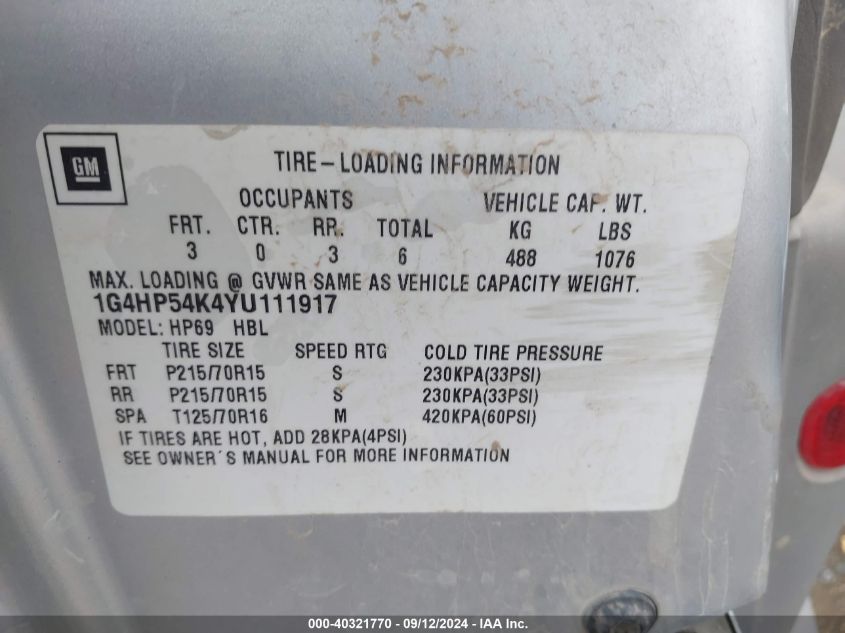 GM
TIRE-LOADING INFORMATION
OCCUPANTS VEHICLE CAP. WT.
FRT. CTR. RR. TOTAL KG LBS
3 0 3 6 488 1076
MAX. LOADING @ GVWR SAME AS VEHICLE CAPACITY WEIGHT.
1G4HP54K4YU111917
MODEL: HP69 HBL
TIRE SIZE SPEED RTG COLD TIRE PRESSURE
FRT P215/70R15 S 230KPA(33PSI)
RR P215/70R15 S 230KPA(33PSI)
SPA T125/70R16 M 420KPA(60PSI)
IF TIRES ARE HOT, ADD 28KPA(4PSI)
SEE OWNER´S MANUAL FOR MORE INFORMATION
000-40321770 - 09/12/2024 - IAA Inc.